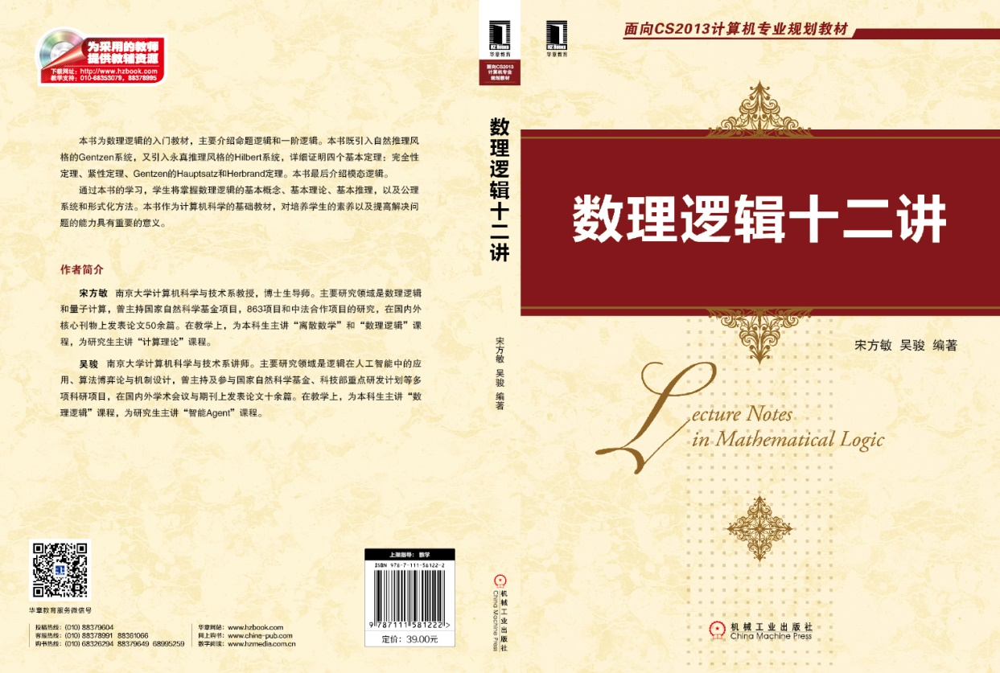 为采用的教师
提供教辅资源
下载网址：http://www.hzbook.com
教学支持：010-68353079，88378995
本书为数理逻辑的入门教材，主要介绍命题逻辑和一阶逻辑。本书既引入自然推理风
格的Gentzen系统，又引入永真推理风格的Hilbert系统，详细证明四个基本定理：完全性
定理、紧性定理、Gentzen的Hauptsatz和Herbrand定理。本书最后介绍模态逻辑。
通过本书的学习，学生将掌握数理逻辑的基本概念、基本理论、基本推理，以及公理
系统和形式化方法。本书作为计算机科学的基础教材，对培养学生的素养以及提高解决问
题的能力具有重要的意义。
作者简介
宋方敏 南京大学计算机科学与技术系教授，博士生导师。主要研究领域是数理逻辑
和量子计算，曾主持国家自然科学基金项目，863项目和中法合作项目的研究，在国内外
核心刊物上发表论文50余篇。在教学上，为本科生主讲“离散数学”和“数理逻辑”课
程，为研究生主讲“计算理论”课程。
吴骏 南京大学计算机科学与技术系讲师。主要研究领域是逻辑在人工智能中的应
用、算法博弈论与机制设计，曾主持及参与国家自然科学基金、科技部重点研发计划等多
项科研项目，在国内外学术会议与期刊上发表论文十余篇。在教学上，为本科生主讲“数
理逻辑”课程，为研究生主讲“智能Agent”课程。
华章教育服务微信号
投稿热线：(010) 88379604
客服热线：(010) 88378991 88361066
购书热线：(010) 68326294 88379649 68995259
华章网站：www.hzbook.com
网上购书：www.china-pub.com
数字阅读：www.hzmedia.com.cn
上架指导：数学
ISBN 978-7-111-58122-2
9 787111 581222 >
定价：39.00元
HZ Books
华章教育
面向CS2013
计算机专业
规划教材
数理逻辑十二讲
宋方敏 吴骏 编著
机械工业出版社
China Machine Press
HZ Books
华章教育
面向CS2013计算机专业规划教材
数理逻辑十二讲
宋方敏 吴骏 编著
Lecture Notes
in Mathematical Logic
机械工业出版社
China Machine Press